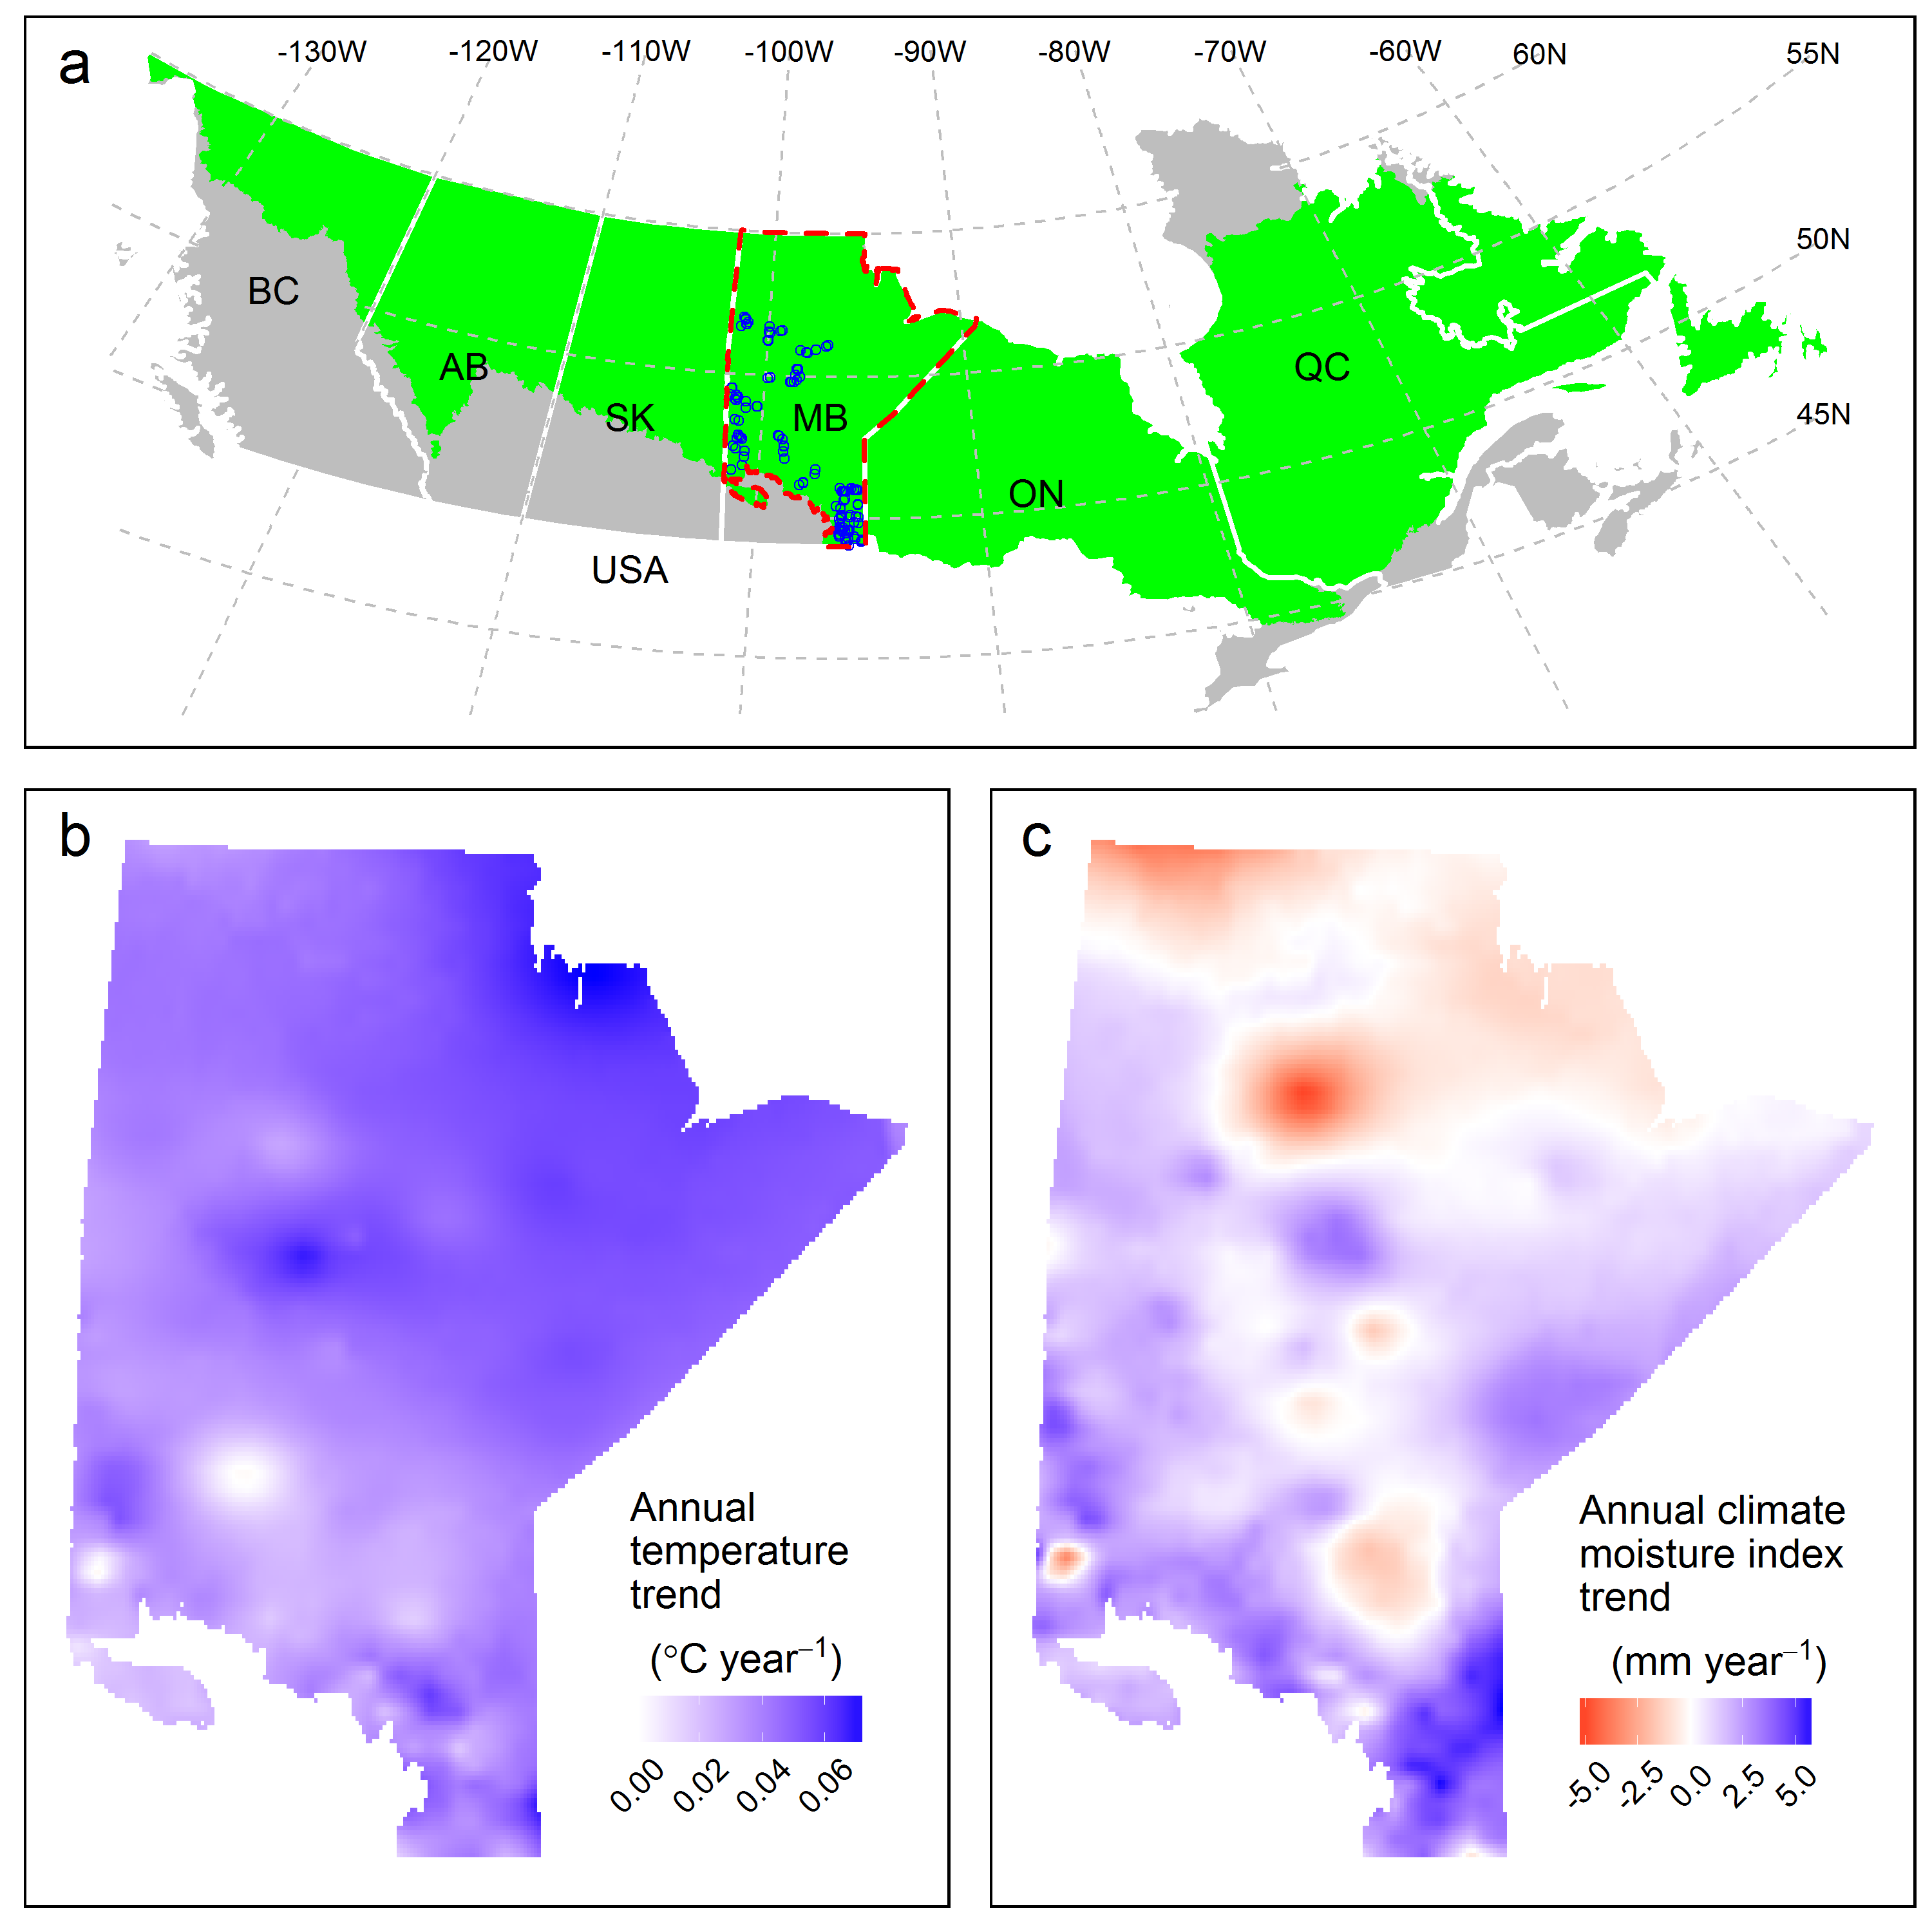 a
-130W -120W -110W -100W -90W -80W -70W -60W 60N 55N
50N
BC
AB
QC
SK
MB
45N
ON
USA
b
Annual
temperature
trend
(°C year⁻¹)
0.00 0.02 0.04 0.06
c
Annual climate
moisture index
trend
(mm year⁻¹)
-5.0 -2.5 0.0 2.5 5.0